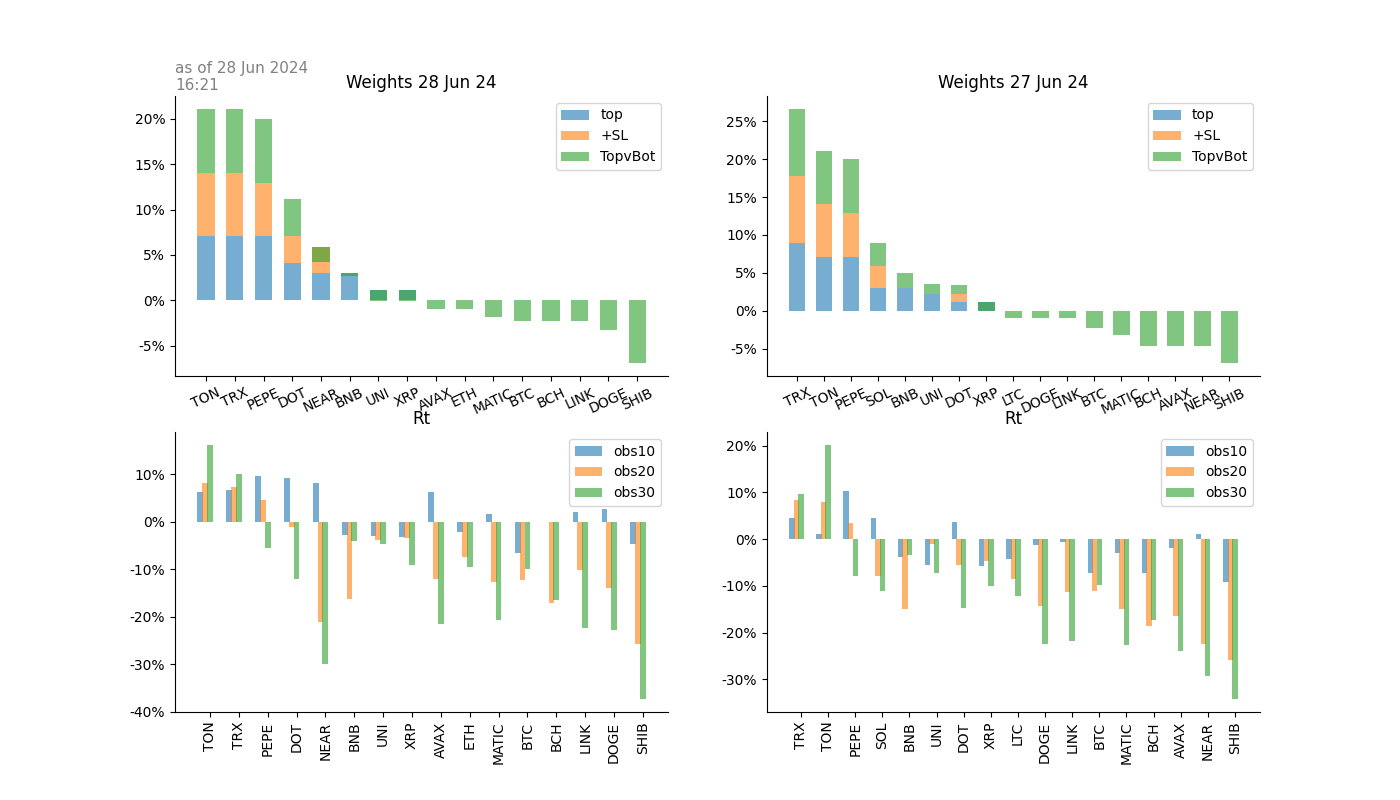 as of 28 Jun 2024
16:21
Weights 28 Jun 24
20%
15%
10%
5%
0%
-5%
top
+SL
TopvBot
TON TRX PEPE DOT NEAR BNB UNI XRP AVAX ETH MATIC BTC BCH LINK DOGE SHIB
Weights 27 Jun 24
25%
20%
15%
10%
5%
0%
-5%
top
+SL
TopvBot
TRX TON PEPE SOL BNB UNI DOT XRP LTC DOGE LINK BTC MATIC BCH AVAX NEAR SHIB
Rt
10%
0%
-10%
-20%
-30%
-40%
obs10
obs20
obs30
TON TRX PEPE DOT NEAR BNB UNI XRP AVAX ETH MATIC BTC BCH LINK DOGE SHIB
Rt
20%
10%
0%
-10%
-20%
-30%
obs10
obs20
obs30
TRX TON PEPE SOL BNB UNI DOT XRP LTC DOGE LINK BTC MATIC BCH AVAX NEAR SHIB